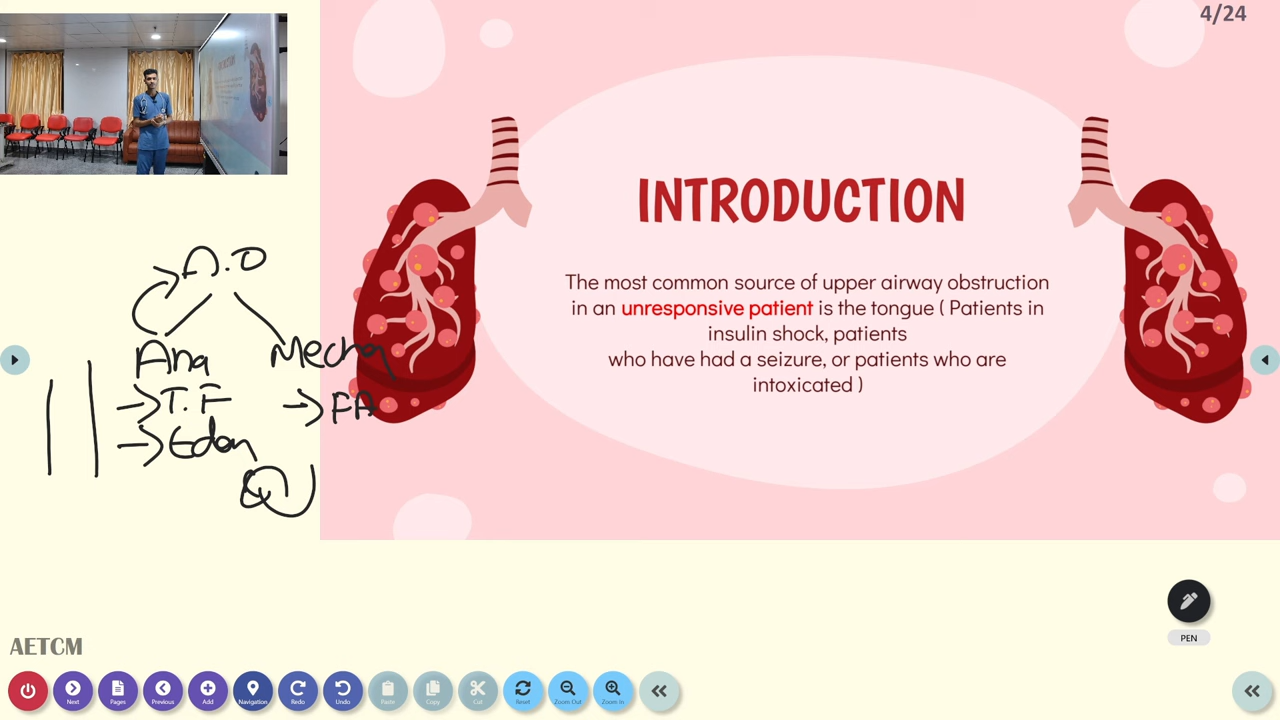 4/24
INTRODUCTION
The most common source of upper airway obstruction
in an unresponsive patient is the tongue ( Patients in
insulin shock, patients
who have had a seizure, or patients who are
intoxicated )
A.O
Ana
Mecha
T.F
FA
Edem
PEN
AETCM
Next
Pages
Previous
Add
Navigation
Redo
Undo
Paste
Copy
Cut
Reset
Zoom Out
Zoom In